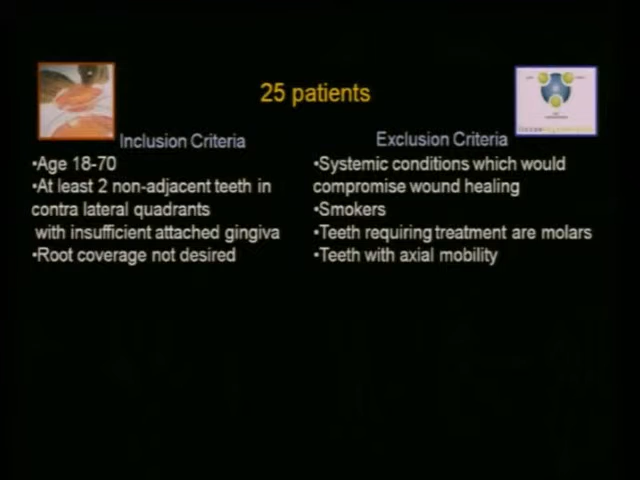 25 patients
Inclusion Criteria
•Age 18-70
•At least 2 non-adjacent teeth in
contra lateral quadrants
with insufficient attached gingiva
•Root coverage not desired
Exclusion Criteria
•Systemic conditions which would
compromise wound healing
•Smokers
•Teeth requiring treatment are molars
•Teeth with axial mobility